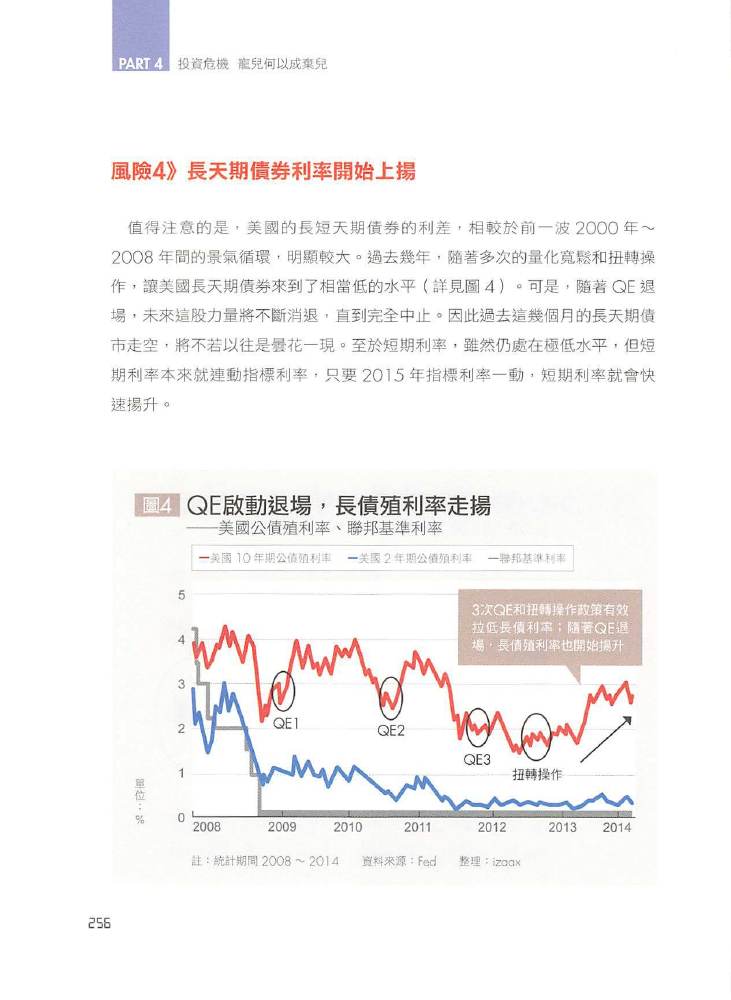 PART 4 投資危機 寵兒何以成棄兒
風險4》長天期債券利率開始上揚
值得注意的是，美國的長短天期債券的利差，相較於前一波 2000 年～
2008 年間的景氣循環，明顯較大。過去幾年，隨著多次的量化寬鬆和扭轉操
作，讓美國長天期債券來到了相當低的水平（詳見圖 4）。可是，隨著 QE 退
場，未來這股力量將不斷消退，直到完全中止。因此過去這幾個月的長天期債
市走空，將不若以往是曇花一現。至於短期利率，雖然仍處在極低水平，但短
期利率本來就連動指標利率，只要 2015 年指標利率一動，短期利率就會快
速揚升。
圖4 QE啟動退場，長債殖利率走揚
——美國公債殖利率、聯邦基準利率
美國 10 年期公債殖利率 美國 2 年期公債殖利率 聯邦基準利率
3次QE和扭轉操作政策有效
拉低長債利率；隨著QE退
場，長債殖利率也開始揚升
5
4
3
2
1
0
單位：%
QE1
QE2
QE3
扭轉操作
2008 2009 2010 2011 2012 2013 2014
註：統計期間 2008 ～ 2014 資料來源：Fed 整理：izaax
256